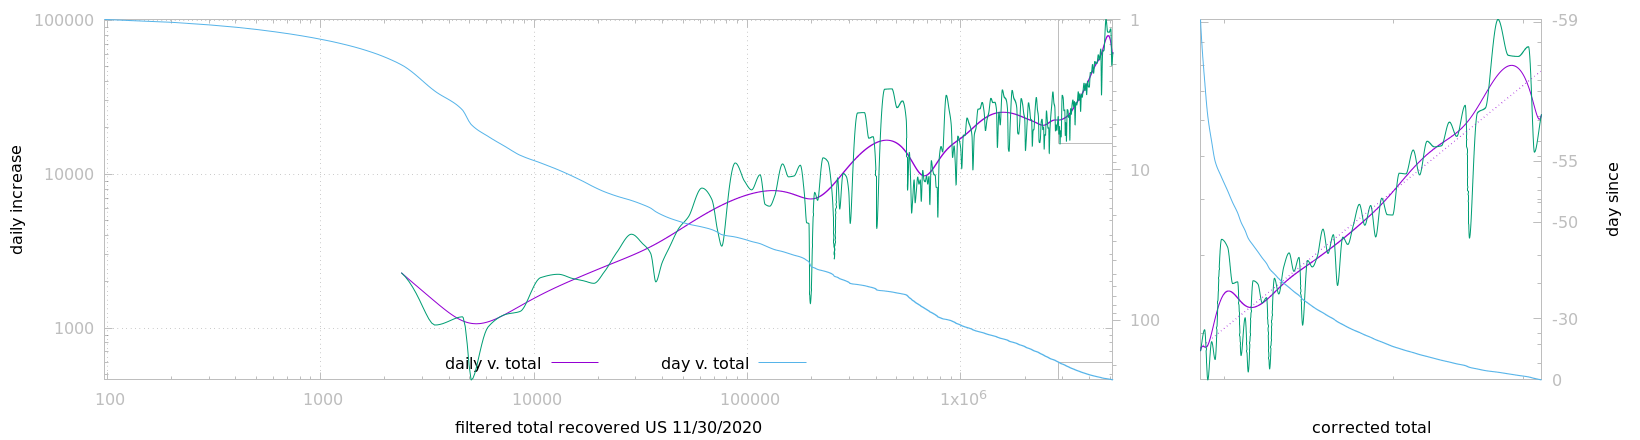 100000
10000
1000
daily increase
100
1000
10000
100000
1x10^6
1
10
100
daily v. total
day v. total
filtered total recovered US 11/30/2020
-59
-55
-50
-30
0
day since
corrected total